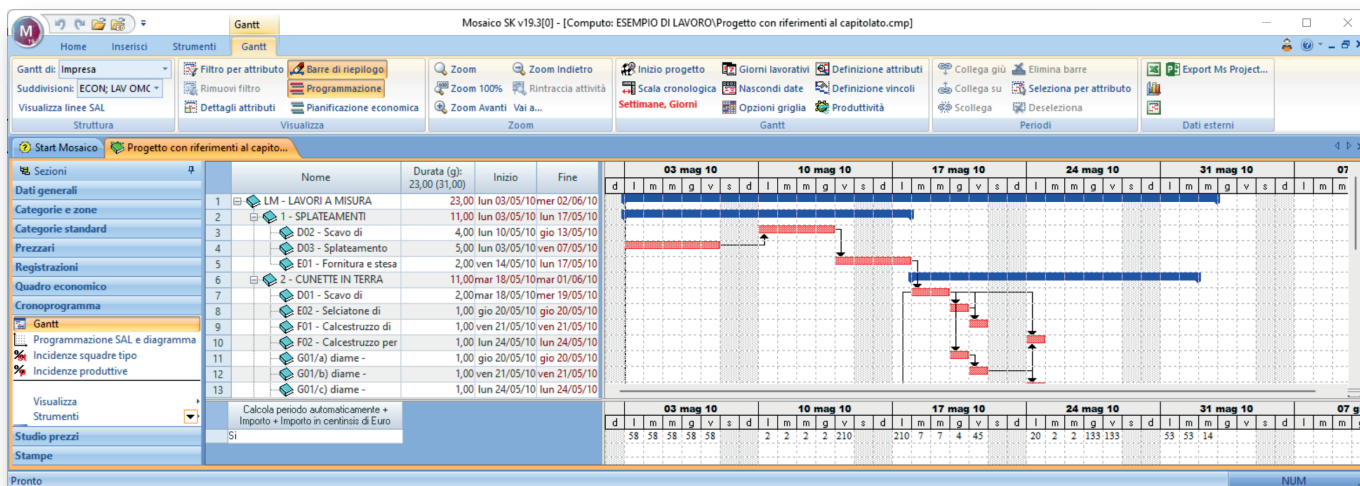 Gantt
Mosaico SK v19.3[0] - [Computo: ESEMPIO DI LAVORO\Progetto con riferimenti al capitolato.cmp]
Home Inserisci Strumenti Gantt
Gantt di: Impresa
Suddivisioni: ECON; LAV OMC
Visualizza linee SAL
Struttura
Filtro per attributo Barre di riepilogo
Rimuovi filtro Programmazione
Dettagli attributi Pianificazione economica
Visualizza
Zoom Zoom Indietro
Zoom 100% Rintraccia attività
Zoom Avanti Vai a...
Zoom
Inizio progetto Giorni lavorativi Definizione attributi
Scala cronologica Nascondi date Definizione vincoli
Settimane, Giorni Opzioni griglia Produttività
Gantt
Collega giù Elimina barre
Collega su Seleziona per attributo
Scollega Deseleziona
Periodi
Export Ms Project...
Dati esterni
Start Mosaico Progetto con riferimenti al capito...
Sezioni
Dati generali
Categorie e zone
Categorie standard
Prezzari
Registrazioni
Quadro economico
Cronoprogramma
Gantt
Programmazione SAL e diagramma
Incidenze squadre tipo
Incidenze produttive
Visualizza
Strumenti
Studio prezzi
Stampe
Nome Durata (g): 23,00 (31,00) Inizio Fine
1 LM - LAVORI A MISURA 23,00 lun 03/05/10 mer 02/06/10
2 1 - SPLATEAMENTI 11,00 lun 03/05/10 lun 17/05/10
3 D02 - Scavo di 4,00 lun 10/05/10 gio 13/05/10
4 D03 - Splateamento 5,00 lun 03/05/10 ven 07/05/10
5 E01 - Fornitura e stesa 2,00 ven 14/05/10 lun 17/05/10
6 2 - CUNETTE IN TERRA 11,00 mar 18/05/10 mar 01/06/10
7 D01 - Scavo di 2,00 mar 18/05/10 mer 19/05/10
8 E02 - Selciatone di 1,00 gio 20/05/10 gio 20/05/10
9 F01 - Calcestruzzo di 1,00 ven 21/05/10 ven 21/05/10
10 F02 - Calcestruzzo per 1,00 lun 24/05/10 lun 24/05/10
11 G01/a) diame - 1,00 gio 20/05/10 gio 20/05/10
12 G01/b) diame - 1,00 ven 21/05/10 ven 21/05/10
13 G01/c) diame - 1,00 lun 24/05/10 lun 24/05/10
03 mag 10 10 mag 10 17 mag 10 24 mag 10 31 mag 10 07
d l m m g v s d l m m g v s d l m m g v s d l m m g v s d l m m g v s d l m m
Calcola periodo automaticamente +
Importo + Importo in centinsis di Euro
Si
03 mag 10 10 mag 10 17 mag 10 24 mag 10 31 mag 10 07 g
d l m m g v s d l m m g v s d l m m g v s d l m m g v s d l m m g v s d l m m
58 58 58 58 58 2 2 2 2 210 210 7 7 4 45 20 2 2 133 133 53 53 14
Pronto NUM